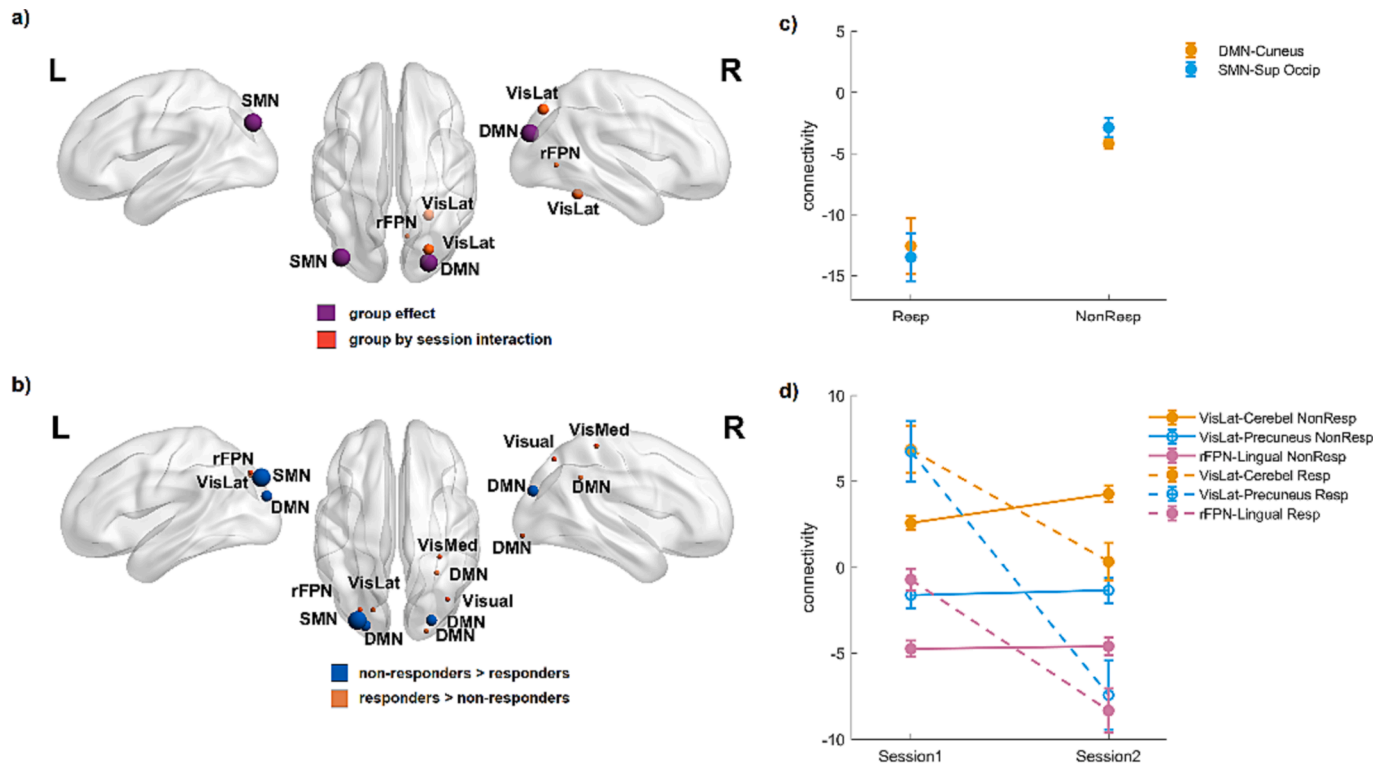 a)
L
R
SMN
VisLat
DMN
rFPN
VisLat
VisLat
rFPN
VisLat
SMN
DMN
group effect
group by session interaction
b)
L
R
rFPN
SMN
VisLat
DMN
VisMed
Visual
DMN
DMN
DMN
VisMed
VisLat
DMN
rFPN
Visual
SMN
DMN
DMN
DMN
non-responders > responders
responders > non-responders
c)
5
0
-5
-10
-15
connectivity
Resp
NonResp
DMN-Cuneus
SMN-Sup Occip
d)
10
5
0
-5
-10
connectivity
Session1
Session2
VisLat-Cerebel NonResp
VisLat-Precuneus NonResp
rFPN-Lingual NonResp
VisLat-Cerebel Resp
VisLat-Precuneus Resp
rFPN-Lingual Resp